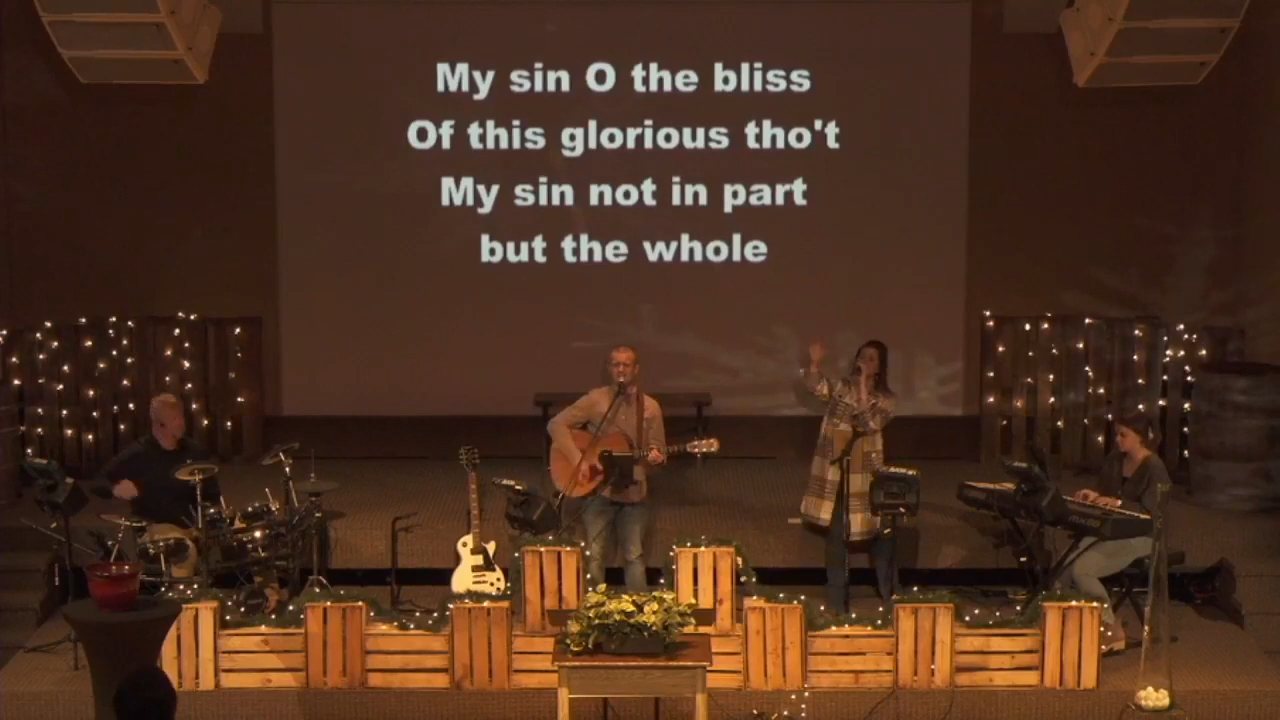 My sin O the bliss
Of this glorious tho't
My sin not in part
but the whole